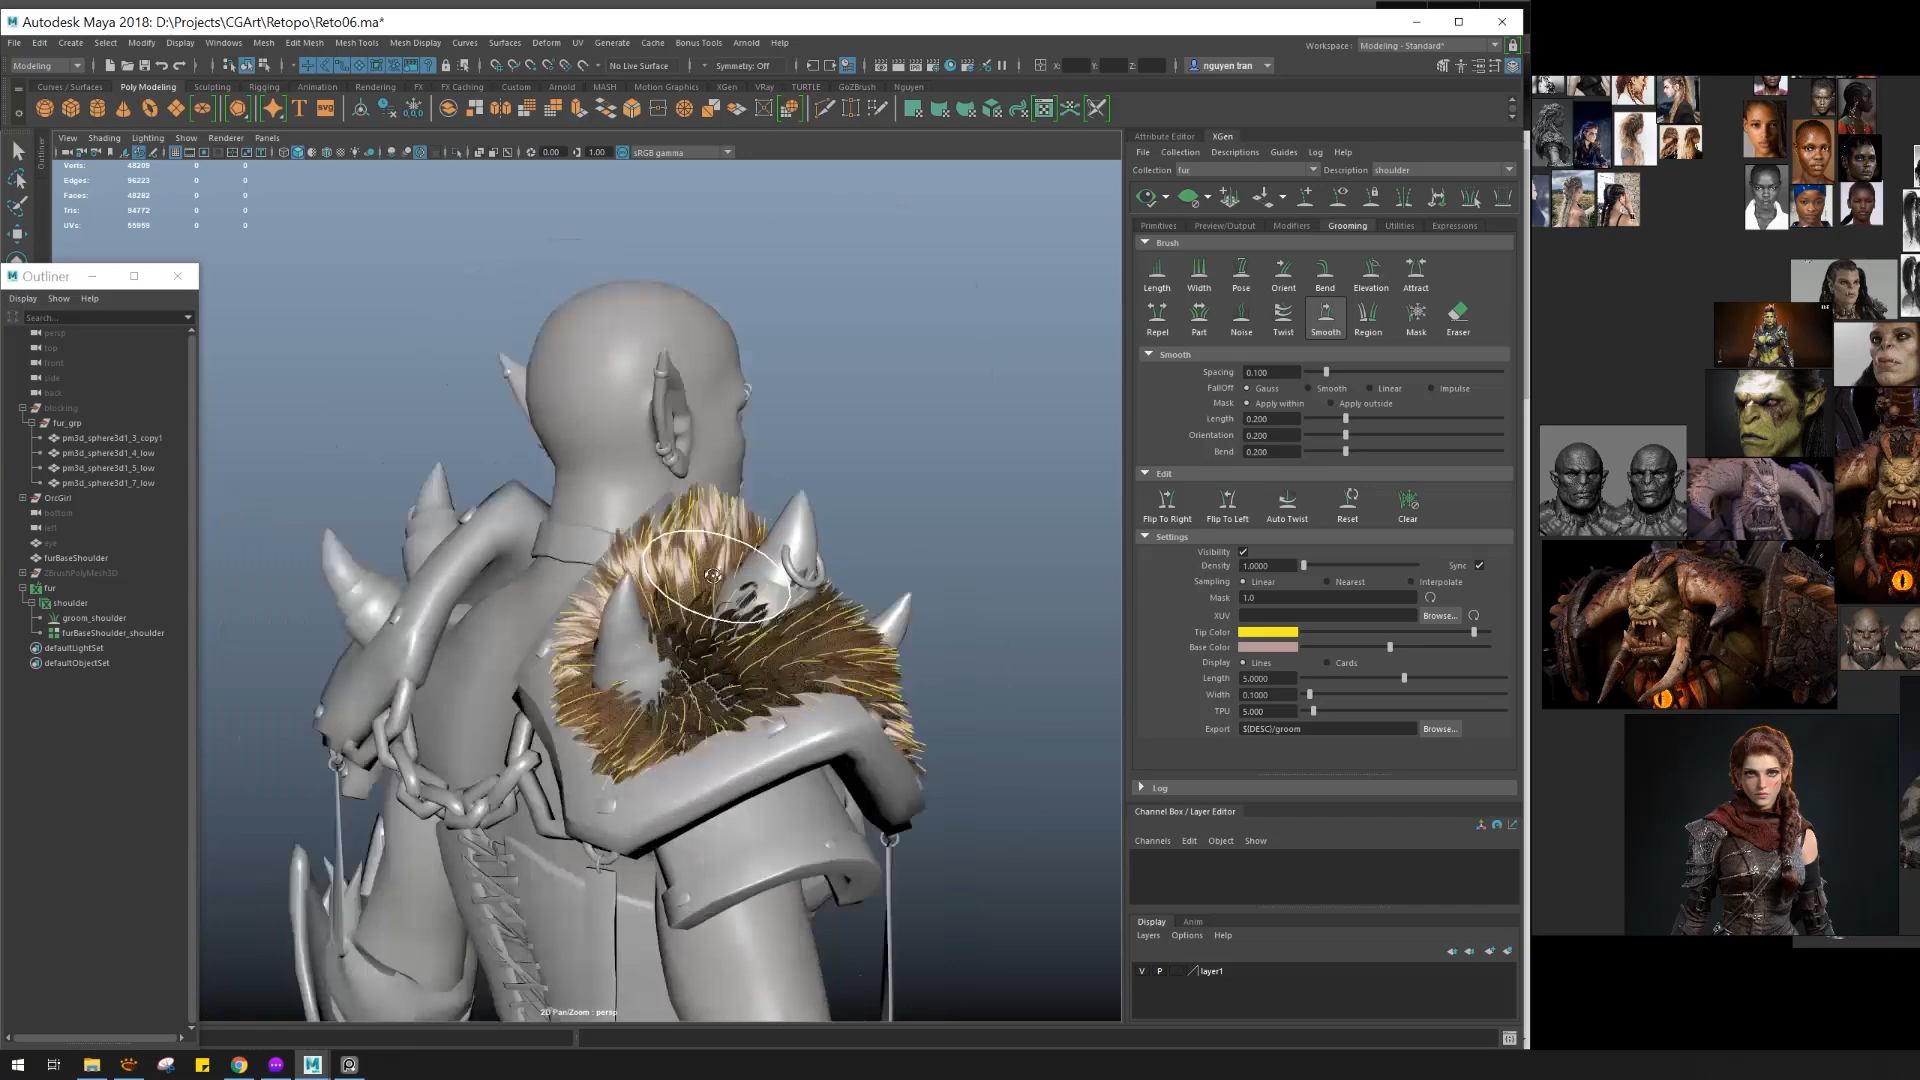 Autodesk Maya 2018: D:\Projects\CGArt\Retopo\Reto06.ma*
File Edit Create Select Modify Display Windows Mesh Edit Mesh Mesh Tools Mesh Display Curves Surfaces Deform UV Generate Cache Bonus Tools Arnold Help
Workspace: Modeling - Standard*
Modeling No Live Surface Symmetry: Off X: Y: Z: nguyen tran
Curves / Surfaces Poly Modeling Sculpting Rigging Animation Rendering FX FX Caching Custom Arnold MASH Motion Graphics XGen VRay TURTLE GoZBrush Nguyen
View Shading Lighting Show Renderer Panels
0.00 1.00 sRGB gamma
Verts: 48209 0 0
Edges: 96223 0 0
Faces: 48282 0 0
Tris: 94772 0 0
UVs: 55959 0 0
Outliner
Outliner
Display Show Help
Search...
persp
top
front
side
back
blocking
fur_grp
pm3d_sphere3d1_3_copy1
pm3d_sphere3d1_4_low
pm3d_sphere3d1_5_low
pm3d_sphere3d1_7_low
OrcGirl
bottom
left
eye
furBaseShoulder
ZBrushPolyMesh3D
fur
shoulder
groom_shoulder
furBaseShoulder_shoulder
defaultLightSet
defaultObjectSet
2D Pan/Zoom : persp
Attribute Editor XGen
File Collection Descriptions Guides Log Help
Collection fur Description shoulder
Primitives Preview/Output Modifiers Grooming Utilities Expressions
Brush
Length Width Pose Orient Bend Elevation Attract
Repel Part Noise Twist Smooth Region Mask Eraser
Smooth
Spacing 0.100
FallOff Gauss Smooth Linear Impulse
Mask Apply within Apply outside
Length 0.200
Orientation 0.200
Bend 0.200
Edit
Flip To Right Flip To Left Auto Twist Reset Clear
Settings
Visibility
Density 1.0000 Sync
Sampling Linear Nearest Interpolate
Mask 1.0
XUV Browse...
Tip Color
Base Color
Display Lines Cards
Length 5.0000
Width 0.1000
TPU 5.000
Export ${DESC}/groom Browse...
Log
Channel Box / Layer Editor
Channels Edit Object Show
Display Anim
Layers Options Help
V P layer1